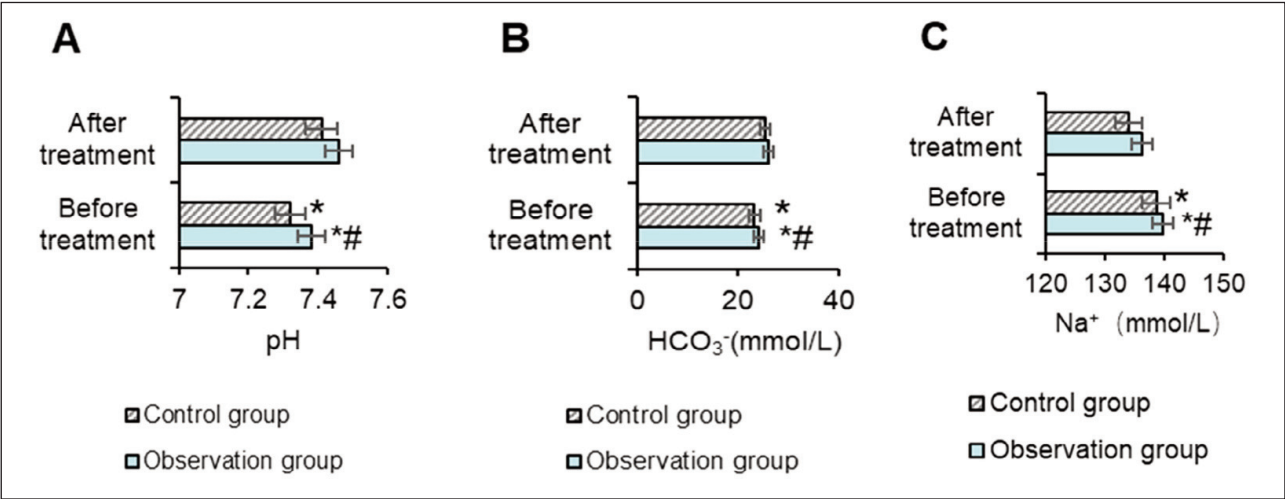 A
After
treatment
Before
treatment
*
*#
7 7.2 7.4 7.6
pH
Control group
Observation group
B
After
treatment
Before
treatment
*
*#
0 20 40
HCO₃⁻(mmol/L)
Control group
Observation group
C
After
treatment
Before
treatment
*
*#
120 130 140 150
Na⁺ (mmol/L)
Control group
Observation group